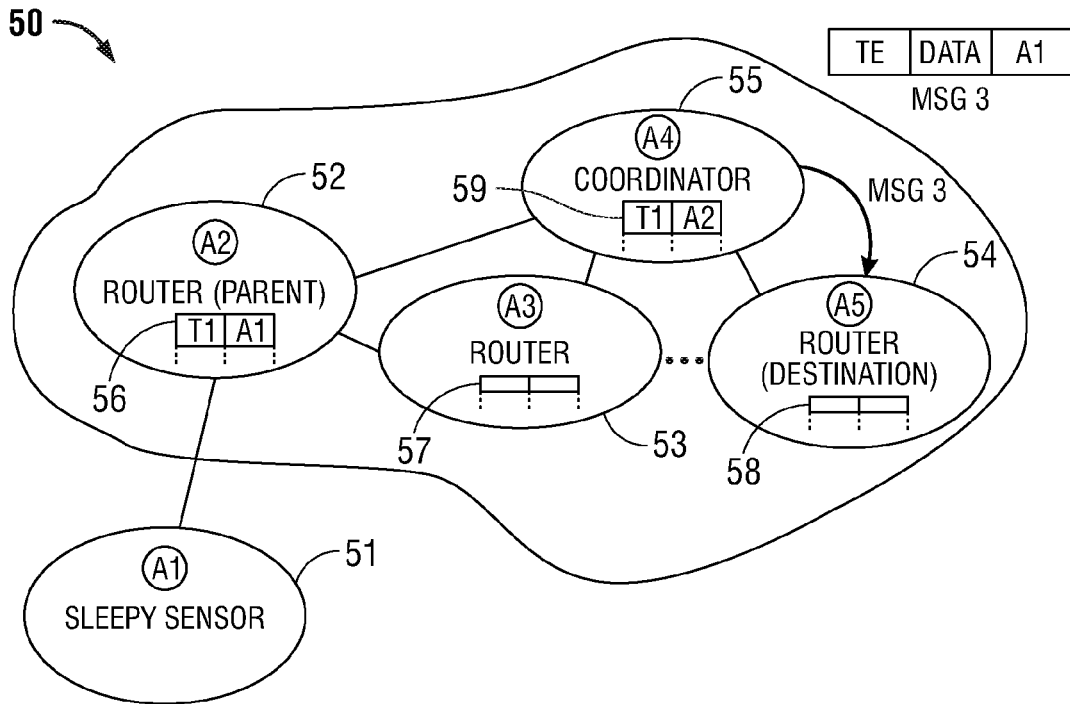 50
TE DATA A1
MSG 3
55
A4
COORDINATOR
59
T1 A2
MSG 3
52
A2
ROUTER (PARENT)
T1 A1
56
A3
ROUTER
57
53
54
A5
ROUTER
(DESTINATION)
58
51
A1
SLEEPY SENSOR